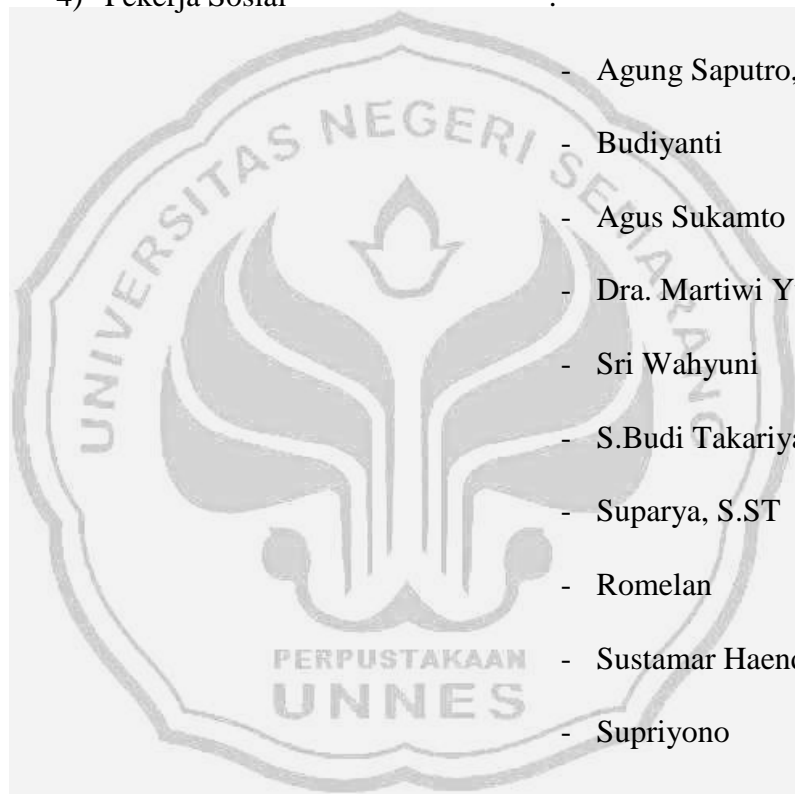 4) Pekerja Sosial :
- Agung Saputro,
- Budiyanti
- Agus Sukamto
- Dra. Martiwi Y
- Sri Wahyuni
- S.Budi Takariya
- Suparya, S.ST
- Romelan
- Sustamar Haend
- Supriyono
UNIVERSITAS NEGERI SEMARANG
PERPUSTAKAAN
UNNES